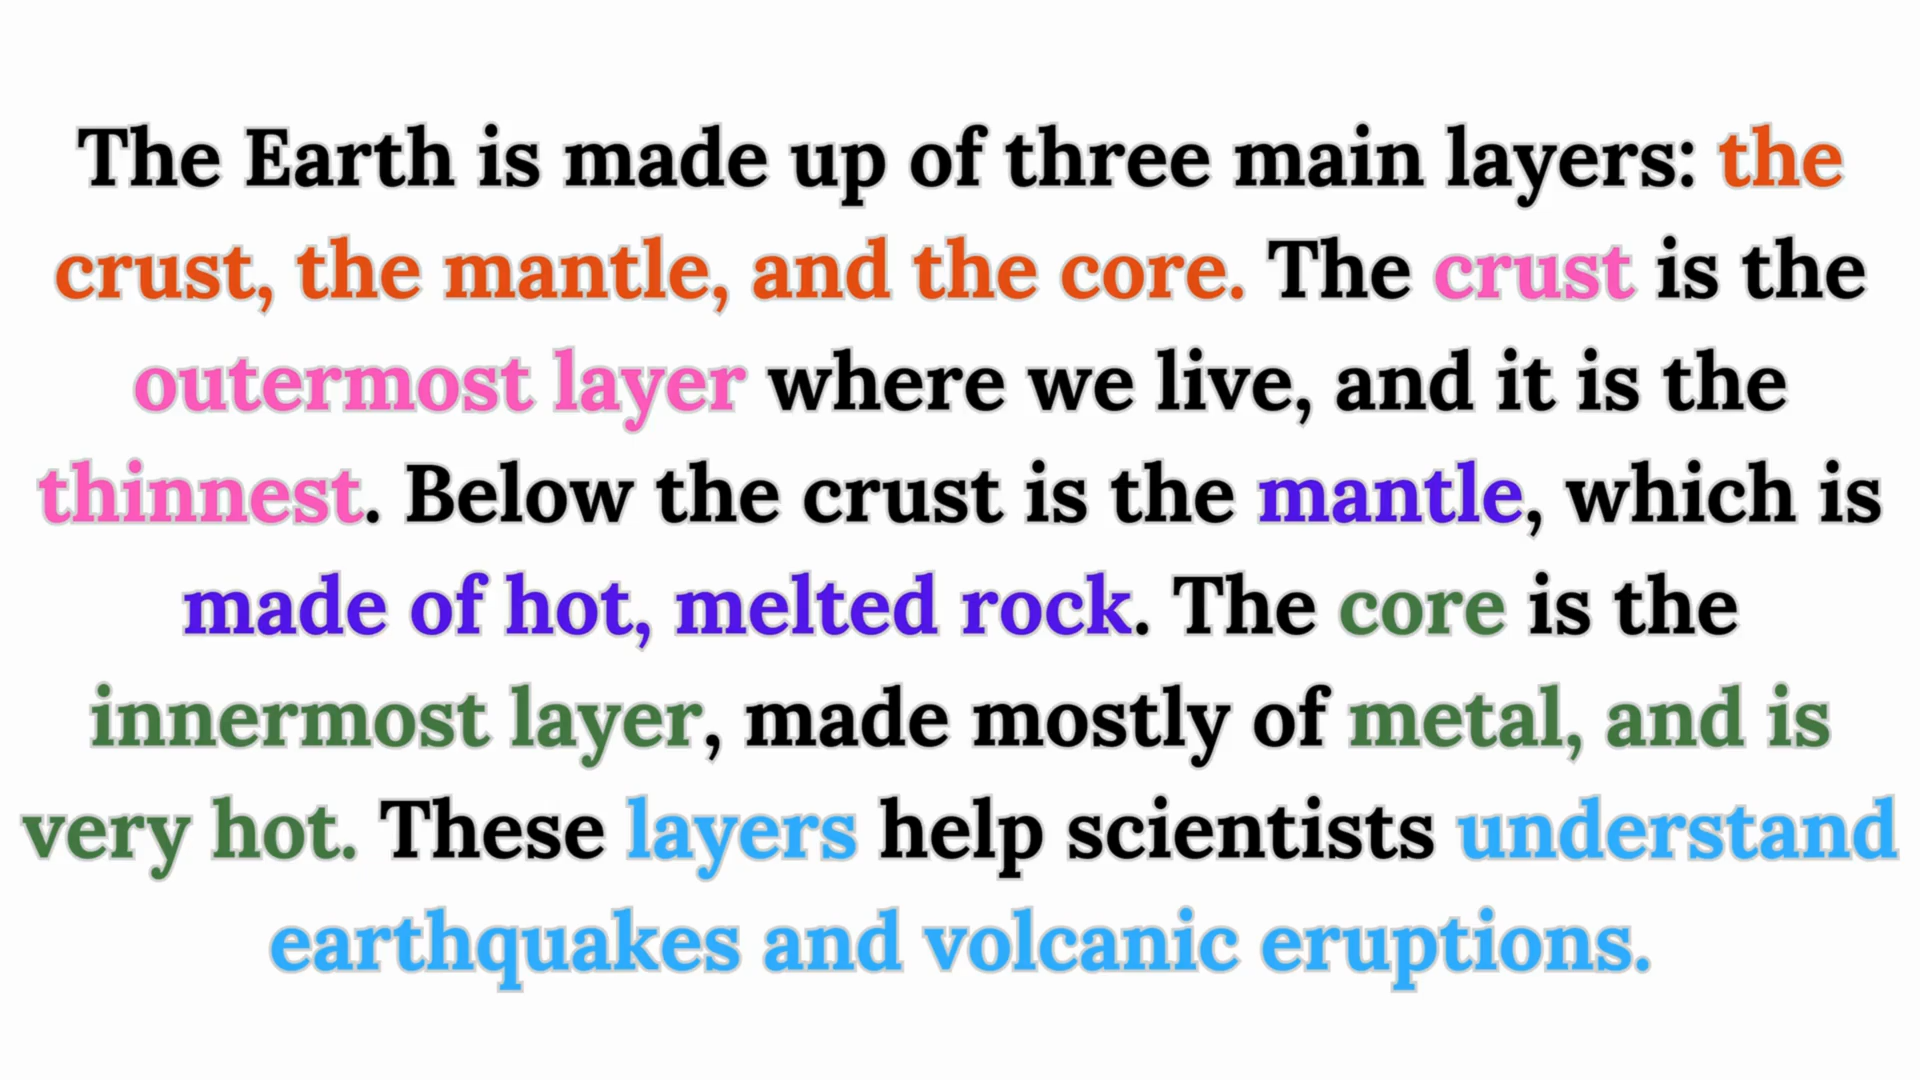 The Earth is made up of three main layers: the
crust, the mantle, and the core. The crust is the
outermost layer where we live, and it is the
thinnest. Below the crust is the mantle, which is
made of hot, melted rock. The core is the
innermost layer, made mostly of metal, and is
very hot. These layers help scientists understand
earthquakes and volcanic eruptions.